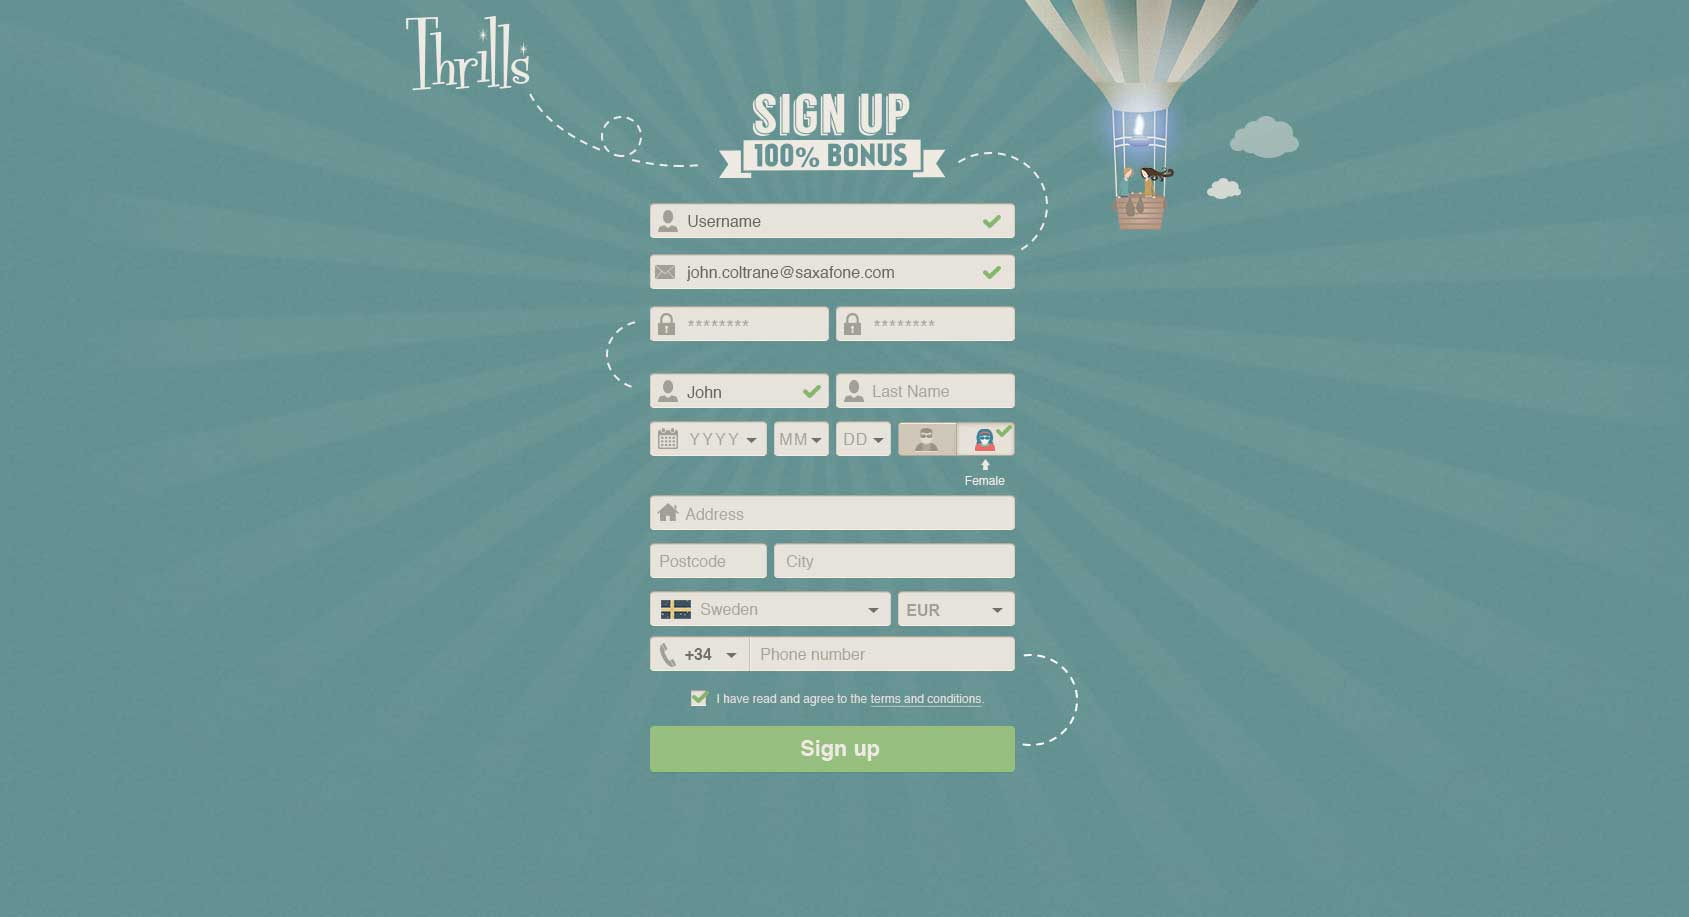 Thrills
SIGN UP
100% BONUS
Username
john.coltrane@saxafone.com
******** ********
John Last Name
YYYY MM DD
Female
Address
Postcode City
Sweden EUR
+34 Phone number
I have read and agree to the terms and conditions.
Sign up